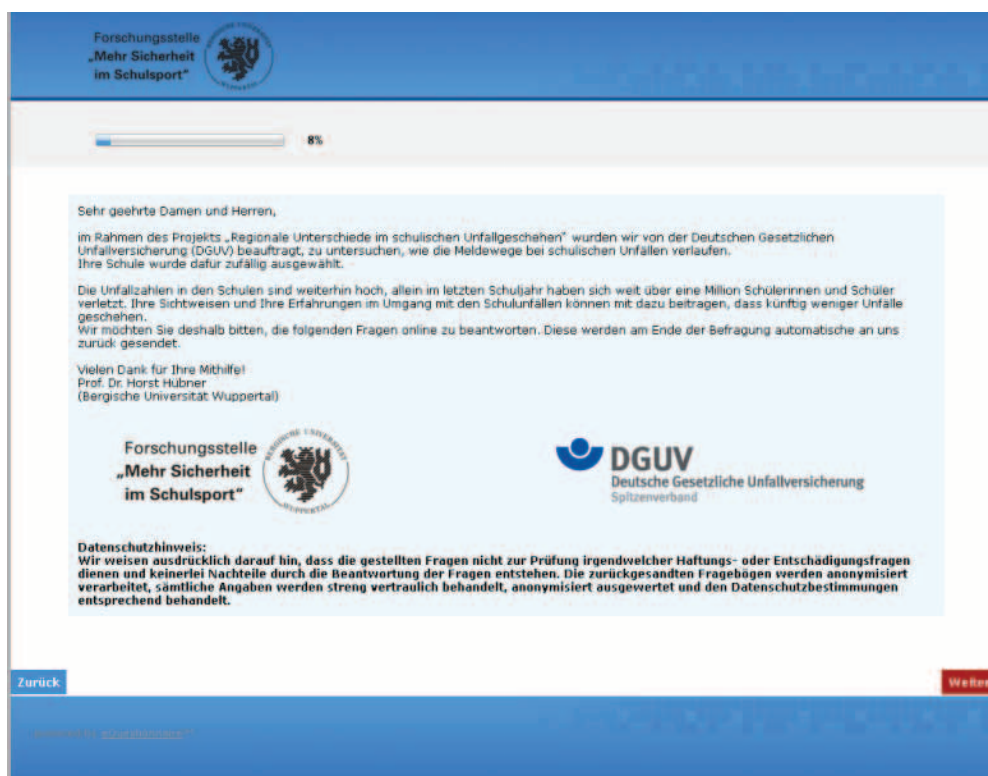 Forschungsstelle
„Mehr Sicherheit
im Schulsport"
8%
Sehr geehrte Damen und Herren,
im Rahmen des Projekts „Regionale Unterschiede im schulischen Unfallgeschehen" wurden wir von der Deutschen Gesetzlichen
Unfallversicherung (DGUV) beauftragt, zu untersuchen, wie die Meldewege bei schulischen Unfällen verlaufen.
Ihre Schule wurde dafür zufällig ausgewählt.
Die Unfallzahlen in den Schulen sind weiterhin hoch, allein im letzten Schuljahr haben sich weit über eine Million Schülerinnen und Schüler
verletzt. Ihre Sichtweisen und Ihre Erfahrungen im Umgang mit den Schulunfällen können mit dazu beitragen, dass künftig weniger Unfälle
geschehen.
Wir möchten Sie deshalb bitten, die folgenden Fragen online zu beantworten. Diese werden am Ende der Befragung automatische an uns
zurück gesendet.
Vielen Dank für Ihre Mithilfe!
Prof. Dr. Horst Hübner
(Bergische Universität Wuppertal)
Forschungsstelle
„Mehr Sicherheit
im Schulsport"
BERGISCHE UNIVERSITÄT
WUPPERTAL
DGUV
Deutsche Gesetzliche Unfallversicherung
Spitzenverband
Datenschutzhinweis:
Wir weisen ausdrücklich darauf hin, dass die gestellten Fragen nicht zur Prüfung irgendwelcher Haftungs- oder Entschädigungsfragen
dienen und keinerlei Nachteile durch die Beantwortung der Fragen entstehen. Die zurückgesandten Fragebögen werden anonymisiert
verarbeitet, sämtliche Angaben werden streng vertraulich behandelt, anonymisiert ausgewertet und den Datenschutzbestimmungen
entsprechend behandelt.
Zurück
Weiter